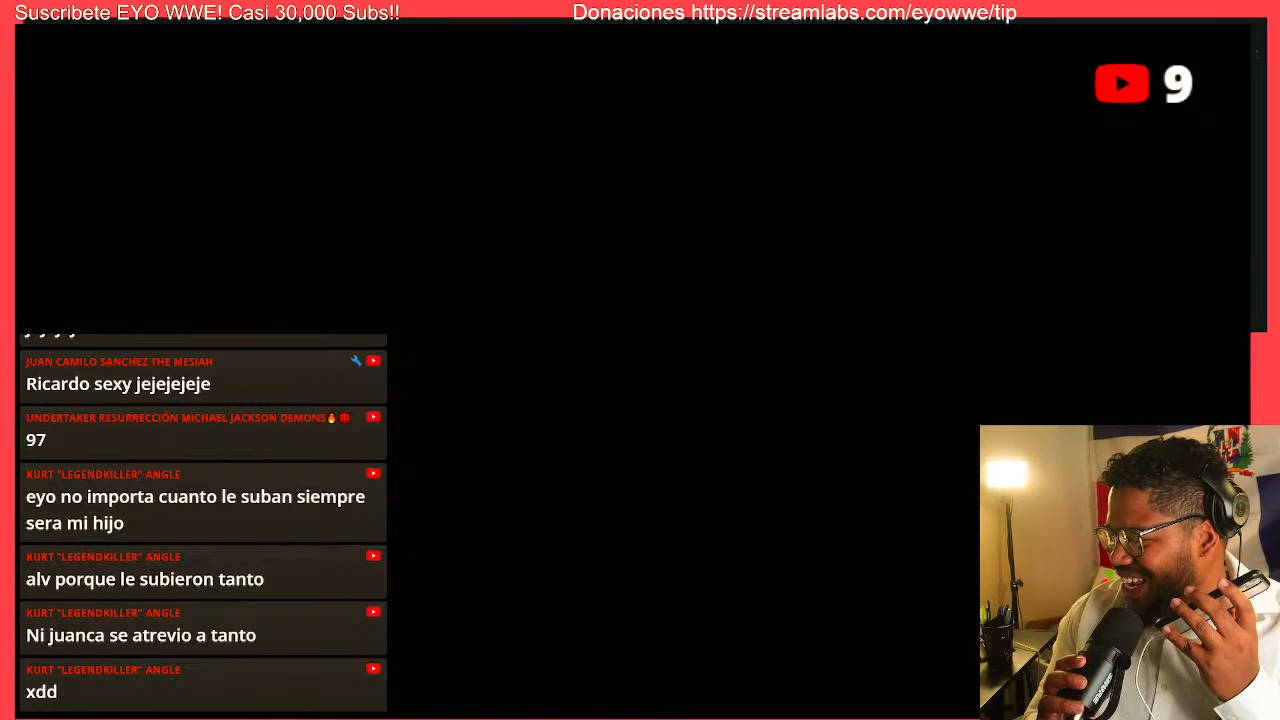 Suscribete EYO WWE! Casi 30,000 Subs!!
Donaciones https://streamlabs.com/eyowwe/tip
9
JUAN CAMILO SANCHEZ THE MESIAH
Ricardo sexy jejejejeje
UNDERTAKER RESURRECCIÓN MICHAEL JACKSON DEMONS🔥👹
97
KURT "LEGENDKILLER" ANGLE
eyo no importa cuanto le suban siempre
sera mi hijo
KURT "LEGENDKILLER" ANGLE
alv porque le subieron tanto
KURT "LEGENDKILLER" ANGLE
Ni juanca se atrevio a tanto
KURT "LEGENDKILLER" ANGLE
xdd